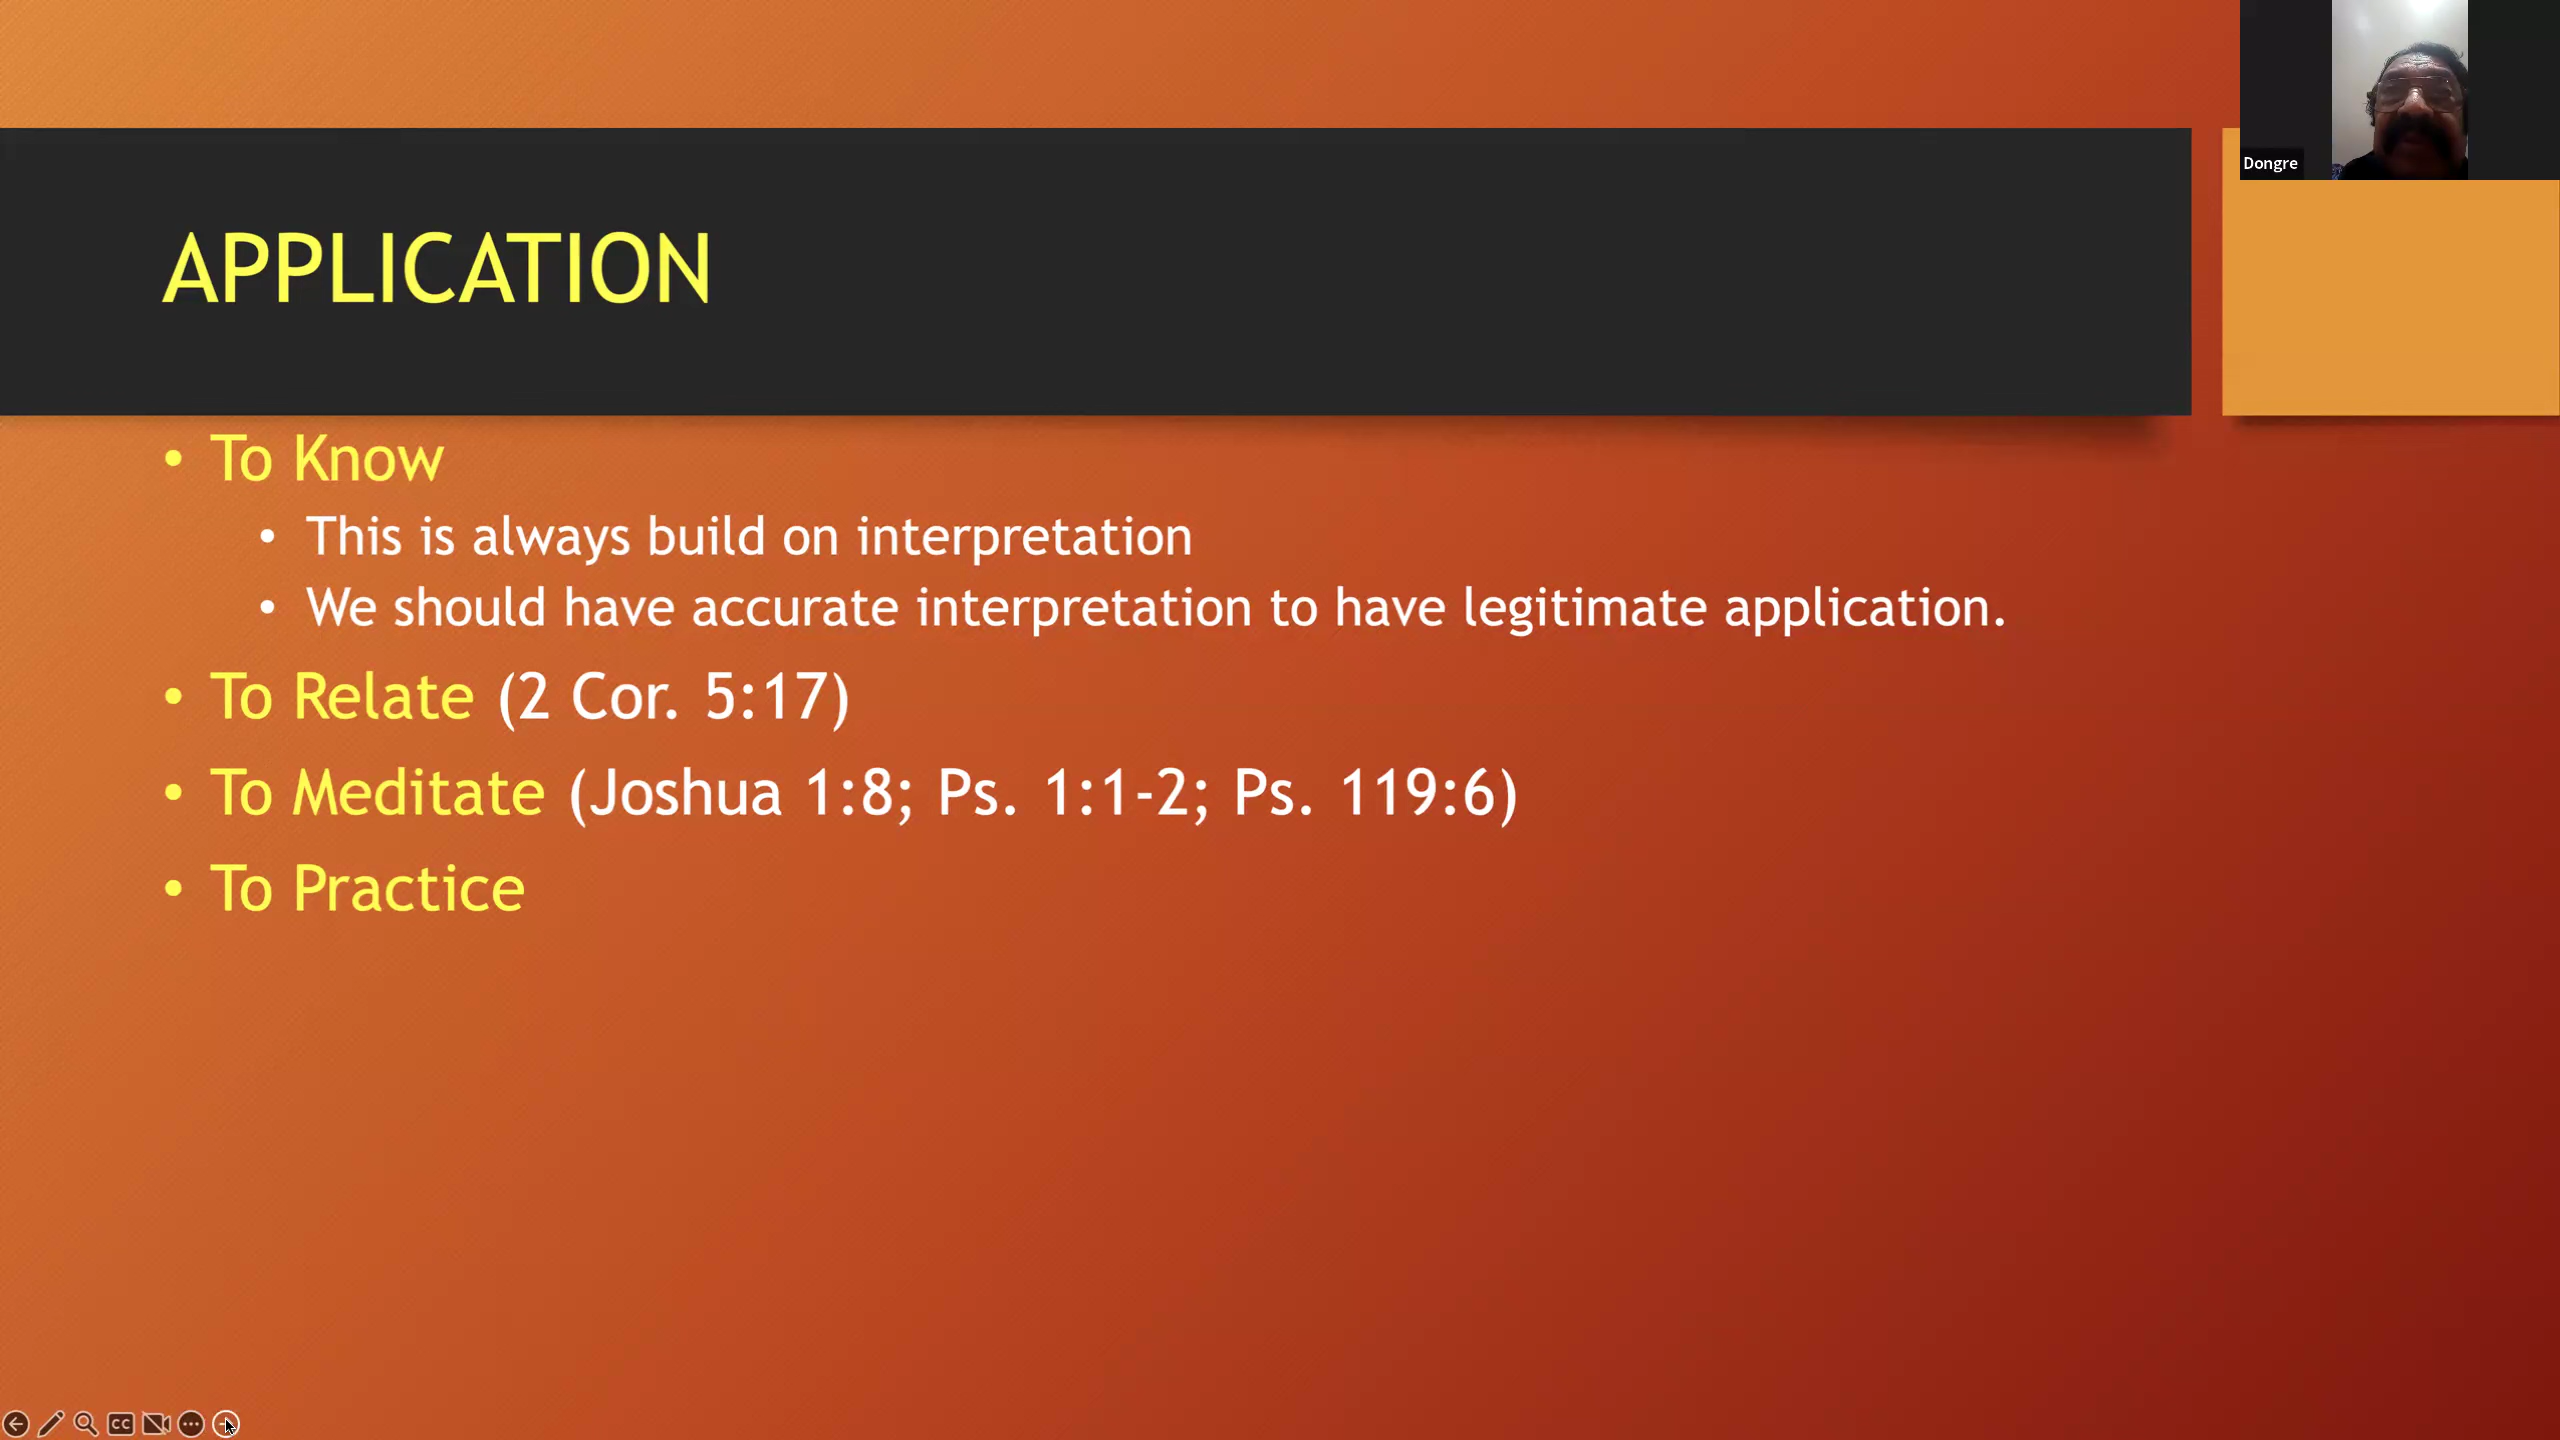 Dongre
APPLICATION
• To Know
• This is always build on interpretation
• We should have accurate interpretation to have legitimate application.
• To Relate (2 Cor. 5:17)
• To Meditate (Joshua 1:8; Ps. 1:1-2; Ps. 119:6)
• To Practice
CC